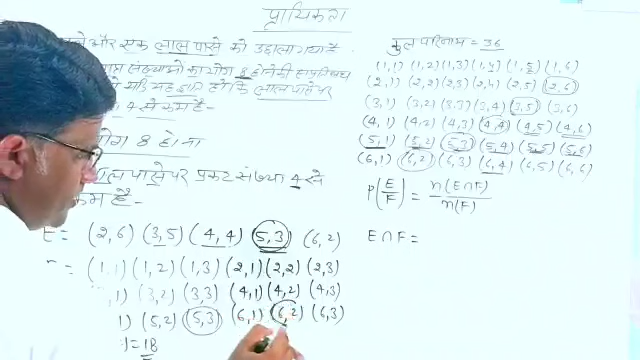 प्रायिकता
और एक लाल पासे को उछाला गया है
संख्याओं का योग 8 होने की सप्रतिबंध
यदि यह ज्ञात हो कि लाल पासे पर
4 से कम है -
योग 8 होना
पर प्रकट संख्या 4 से
कम है -
E = (2,6) (3,5) (4,4) (5,3) (6,2)
= (1,1) (1,2) (1,3) (2,1) (2,2) (2,3)
,1) (3,2) (3,3) (4,1) (4,2) (4,3)
1) (5,2) (5,3) (6,1) (6,2) (6,3)
= 18
कुल परिणाम = 36
(1,1) (1,2) (1,3) (1,4) (1,5) (1,6)
(2,1) (2,2) (2,3) (2,4) (2,5) (2,6)
(3,1) (3,2) (3,3) (3,4) (3,5) (3,6)
(4,1) (4,2) (4,3) (4,4) (4,5) (4,6)
(5,1) (5,2) (5,3) (5,4) (5,5) (5,6)
(6,1) (6,2) (6,3) (6,4) (6,5) (6,6)
P(E/F) = n(E∩F)/n(F)
E∩F =